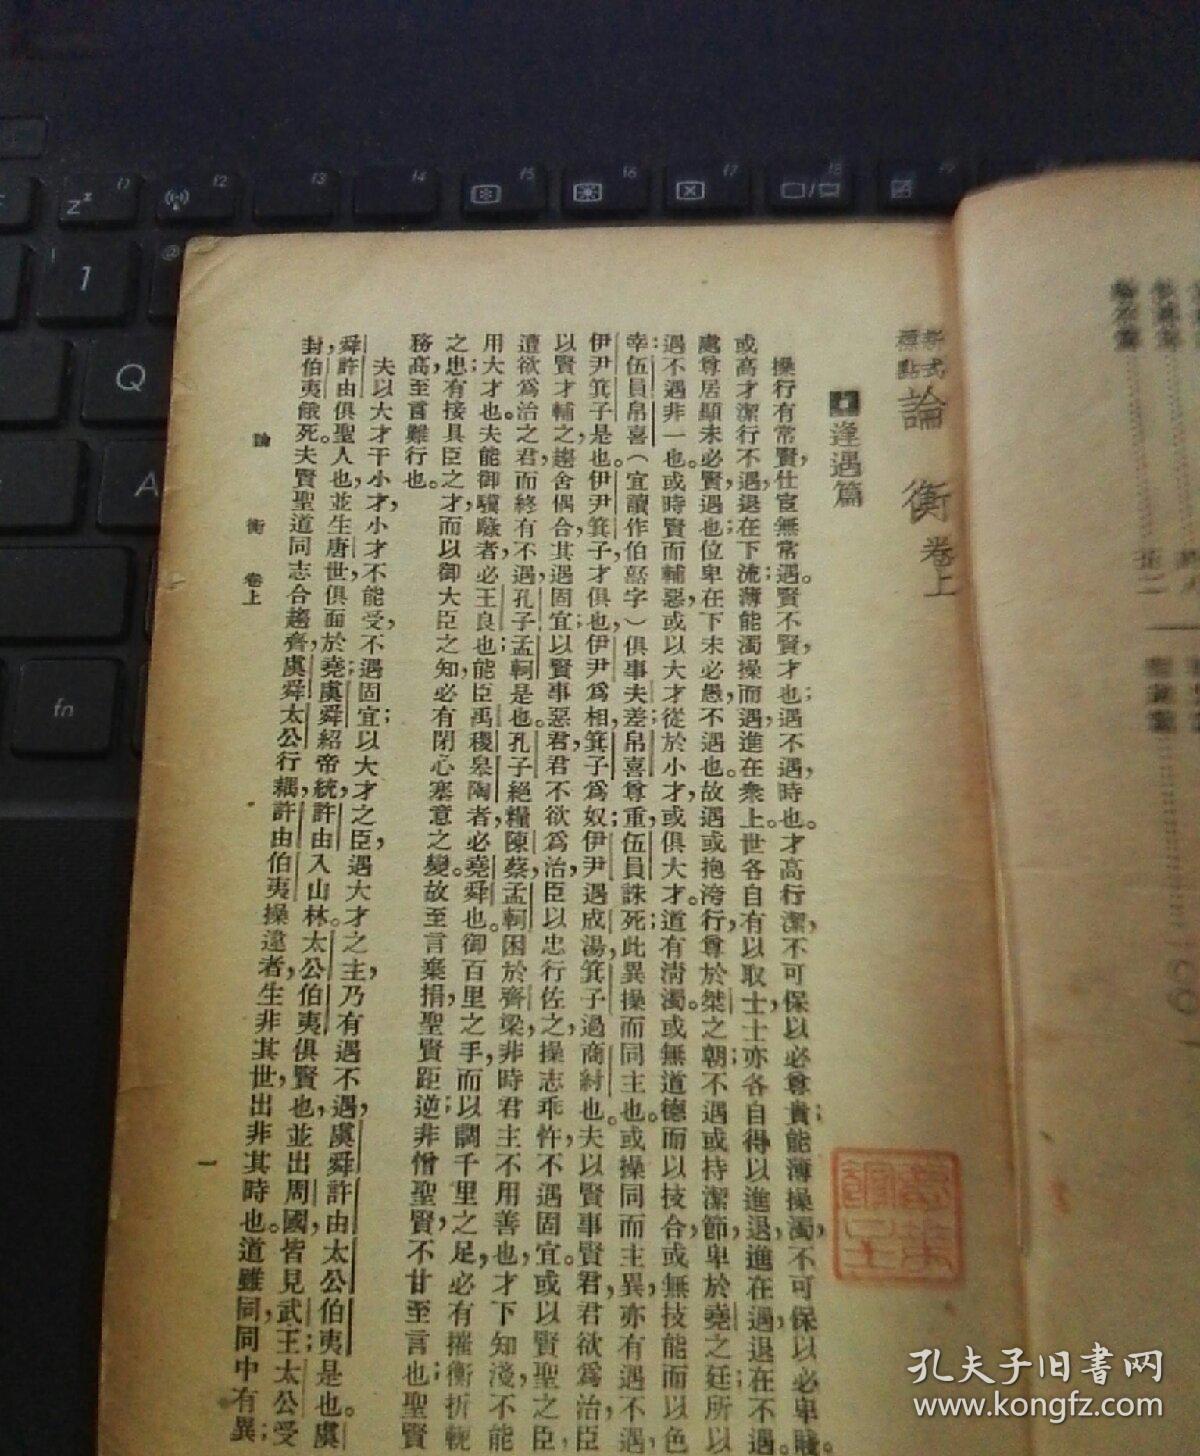 新式
標點
論衡卷上
逢遇篇
操行有常賢，仕宦無常遇。賢不賢，才也；遇不遇，時也。才高行潔，不可保以必尊貴；能薄操濁，不可保以必卑賤。
或高才潔行，不遇退在下流；薄能濁操而遇，進在衆上。世各自有以取士，士亦各自得以進退，進在遇，退在不遇。
處尊居顯未必賢，遇也；位卑在下未必愚，不遇也。故遇或抱洿行，尊於桀之朝；不遇或持潔節，卑於堯之廷。所以
遇不遇非一也。或時賢而輔惡，或以大才從於小才，或俱大才。道有清濁。或無道德而以技合，或無技能而以色
幸。伍員帛喜（宜讀作伯嚭字）俱事夫差，帛喜尊重，伍員誅死；此異操而同主也。或操同而主異，亦有遇不遇，
伊尹箕子是也。伊尹箕子，才俱也，伊尹爲相，箕子爲奴；伊尹遇成湯，箕子遇商紂也。夫以賢事賢君，君欲爲治，臣
以賢才輔之，趨舍偶合，其遇固宜；以賢事惡君，君不欲爲治，臣以忠行佐之，操志乖忤，不遇固宜。或以賢聖之臣，
遭欲爲治之君，而終有不遇，孔子孟軻是也。孔子絕糧陳蔡，孟軻困於齊梁，非時君主不用善也，才下知淺，不能
用大才也。夫能御驥騄者，必王良也；能臣禹稷皋陶者，必堯舜也。御百里之手，而以調千里之足，必有摧衡折軛
之患；有接具臣之才，而以御大臣之知，必有閉心塞意之變。故至言棄捐，聖賢距逆；非憎聖賢，不甘至言也；聖賢
務高，至言難行也。
夫以大才干小才，小才不能受，不遇固宜；以大才之臣，遇大才之主，乃有遇不遇，虞舜許由太公伯夷是也。虞
舜許由，俱聖人也，並生唐世，俱面於堯；虞舜紹帝統，許由入山林。太公伯夷，俱賢也，並出周國，皆見武王；太公受
封，伯夷餓死。夫賢聖道同，志合趨齊，虞舜太公行耦，許由伯夷操違者，生非其世，出非其時也。道雖同，同中有異；
論衡 卷上
一
孔夫子旧书网
www.kongfz.com